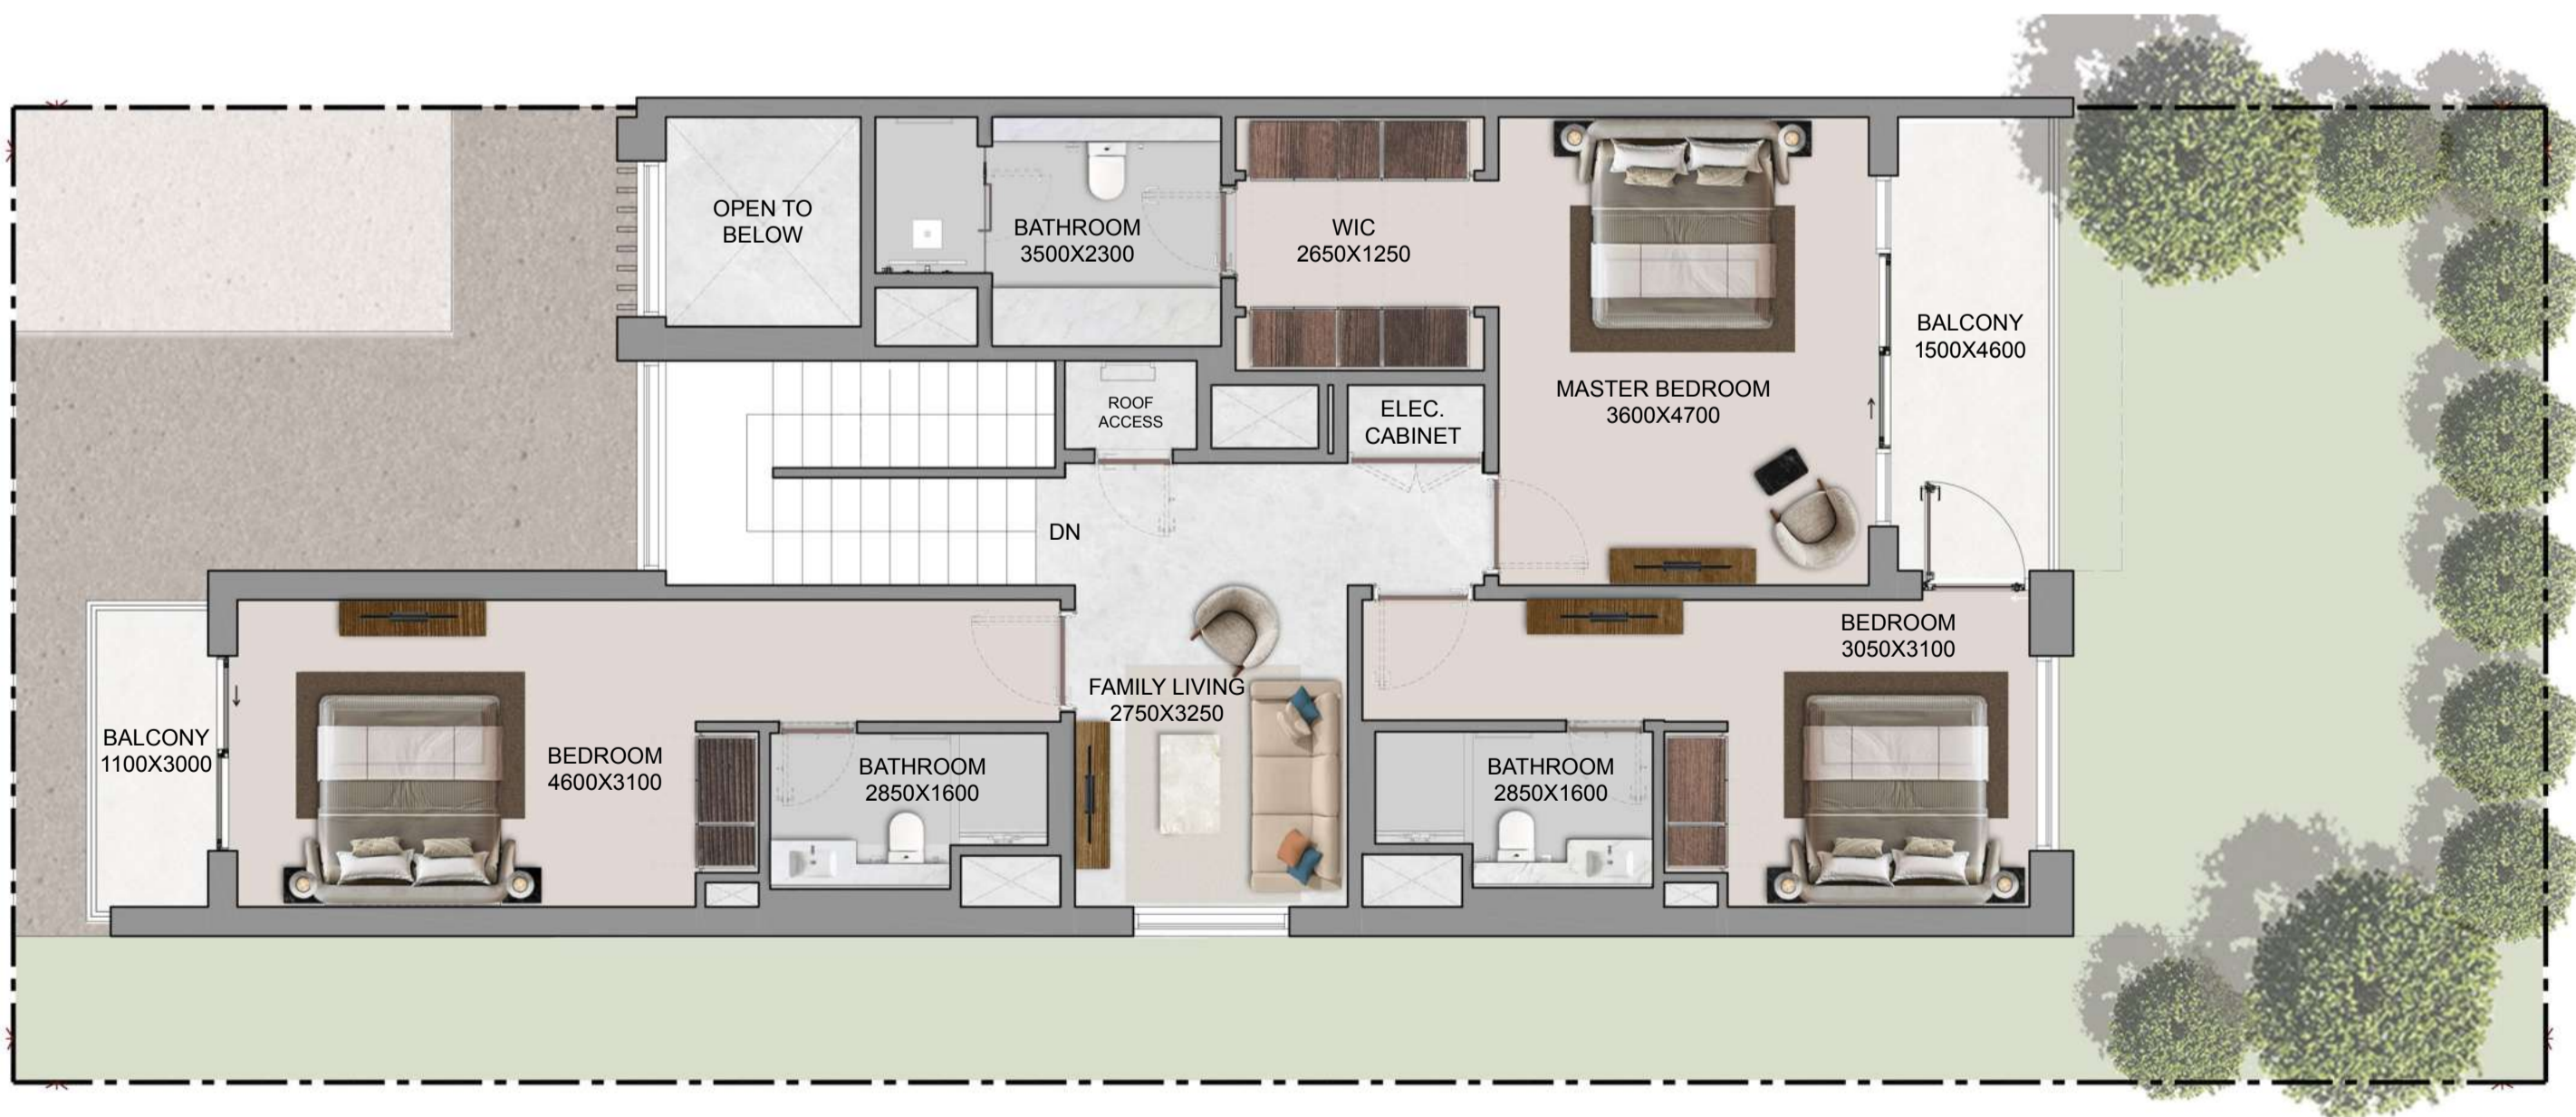 OPEN TO
BELOW
BATHROOM
3500X2300
WIC
2650X1250
BALCONY
1500X4600
MASTER BEDROOM
3600X4700
ROOF
ACCESS
ELEC.
CABINET
DN
BEDROOM
3050X3100
FAMILY LIVING
2750X3250
BALCONY
1100X3000
BEDROOM
4600X3100
BATHROOM
2850X1600
BATHROOM
2850X1600